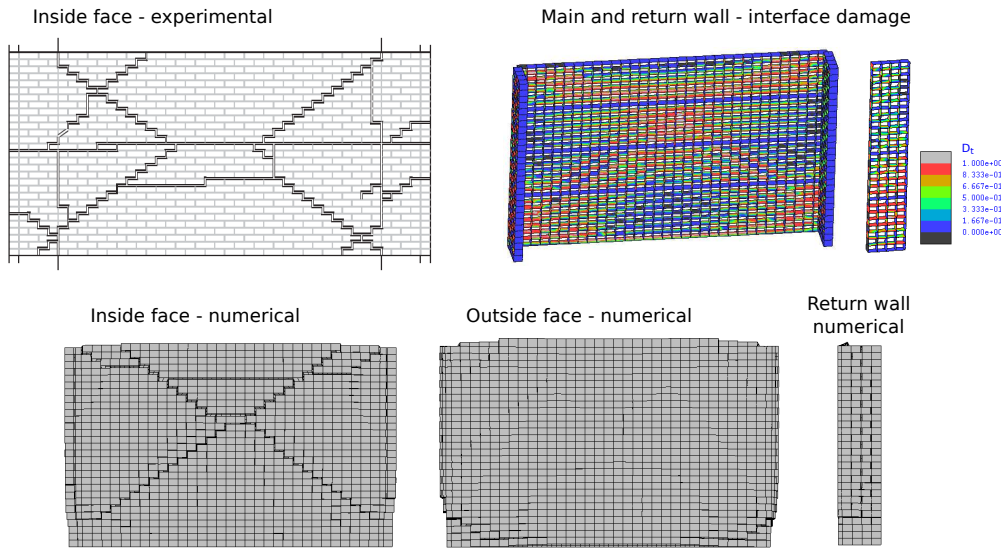 Inside face - experimental
Main and return wall - interface damage
Dₜ
1.000e+00
8.333e-01
6.667e-01
5.000e-01
3.333e-01
1.667e-01
0.000e+00
Inside face - numerical
Outside face - numerical
Return wall
numerical